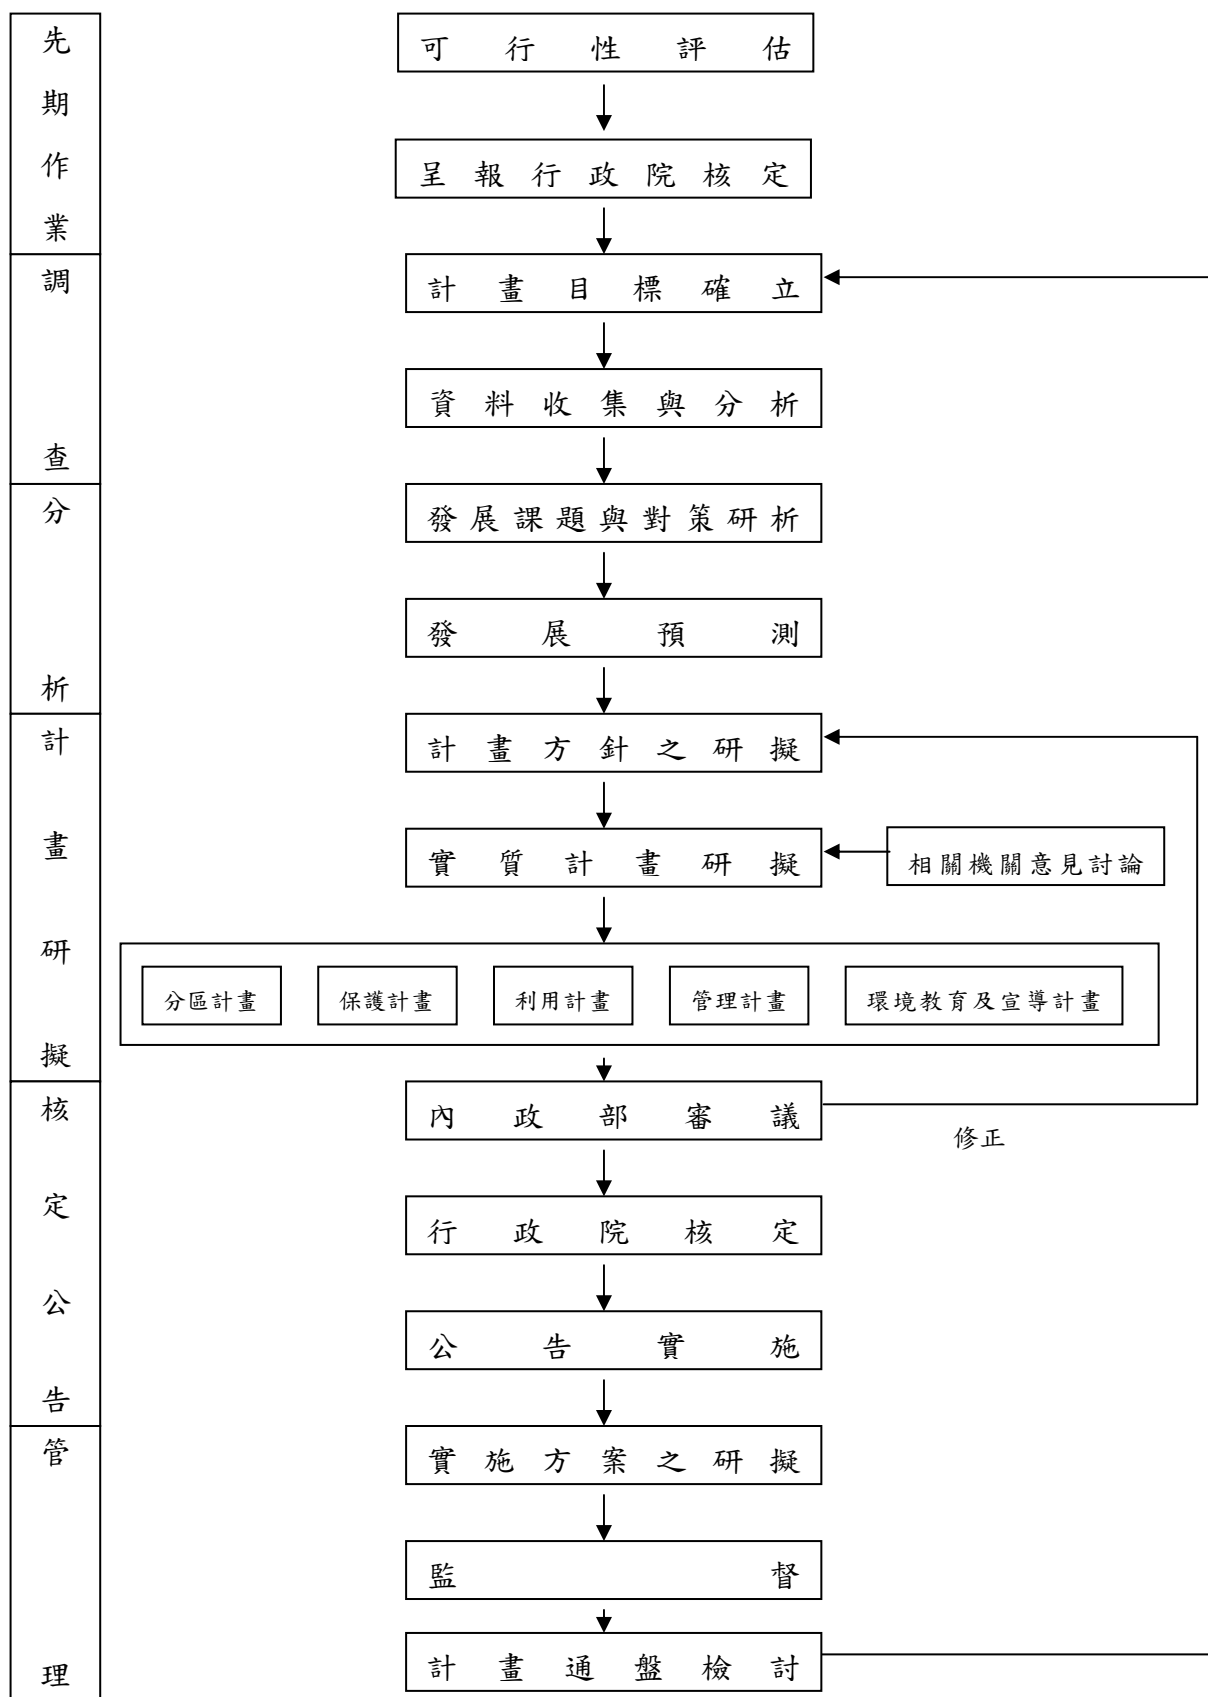 先期作業
可行性評估
呈報行政院核定
調查
計畫目標確立
資料收集與分析
分析
發展課題與對策研析
發展預測
計畫研擬
計畫方針之研擬
實質計畫研擬
相關機關意見討論
分區計畫
保護計畫
利用計畫
管理計畫
環境教育及宣導計畫
核定公告
內政部審議
修正
行政院核定
公告實施
管理
實施方案之研擬
監督
計畫通盤檢討